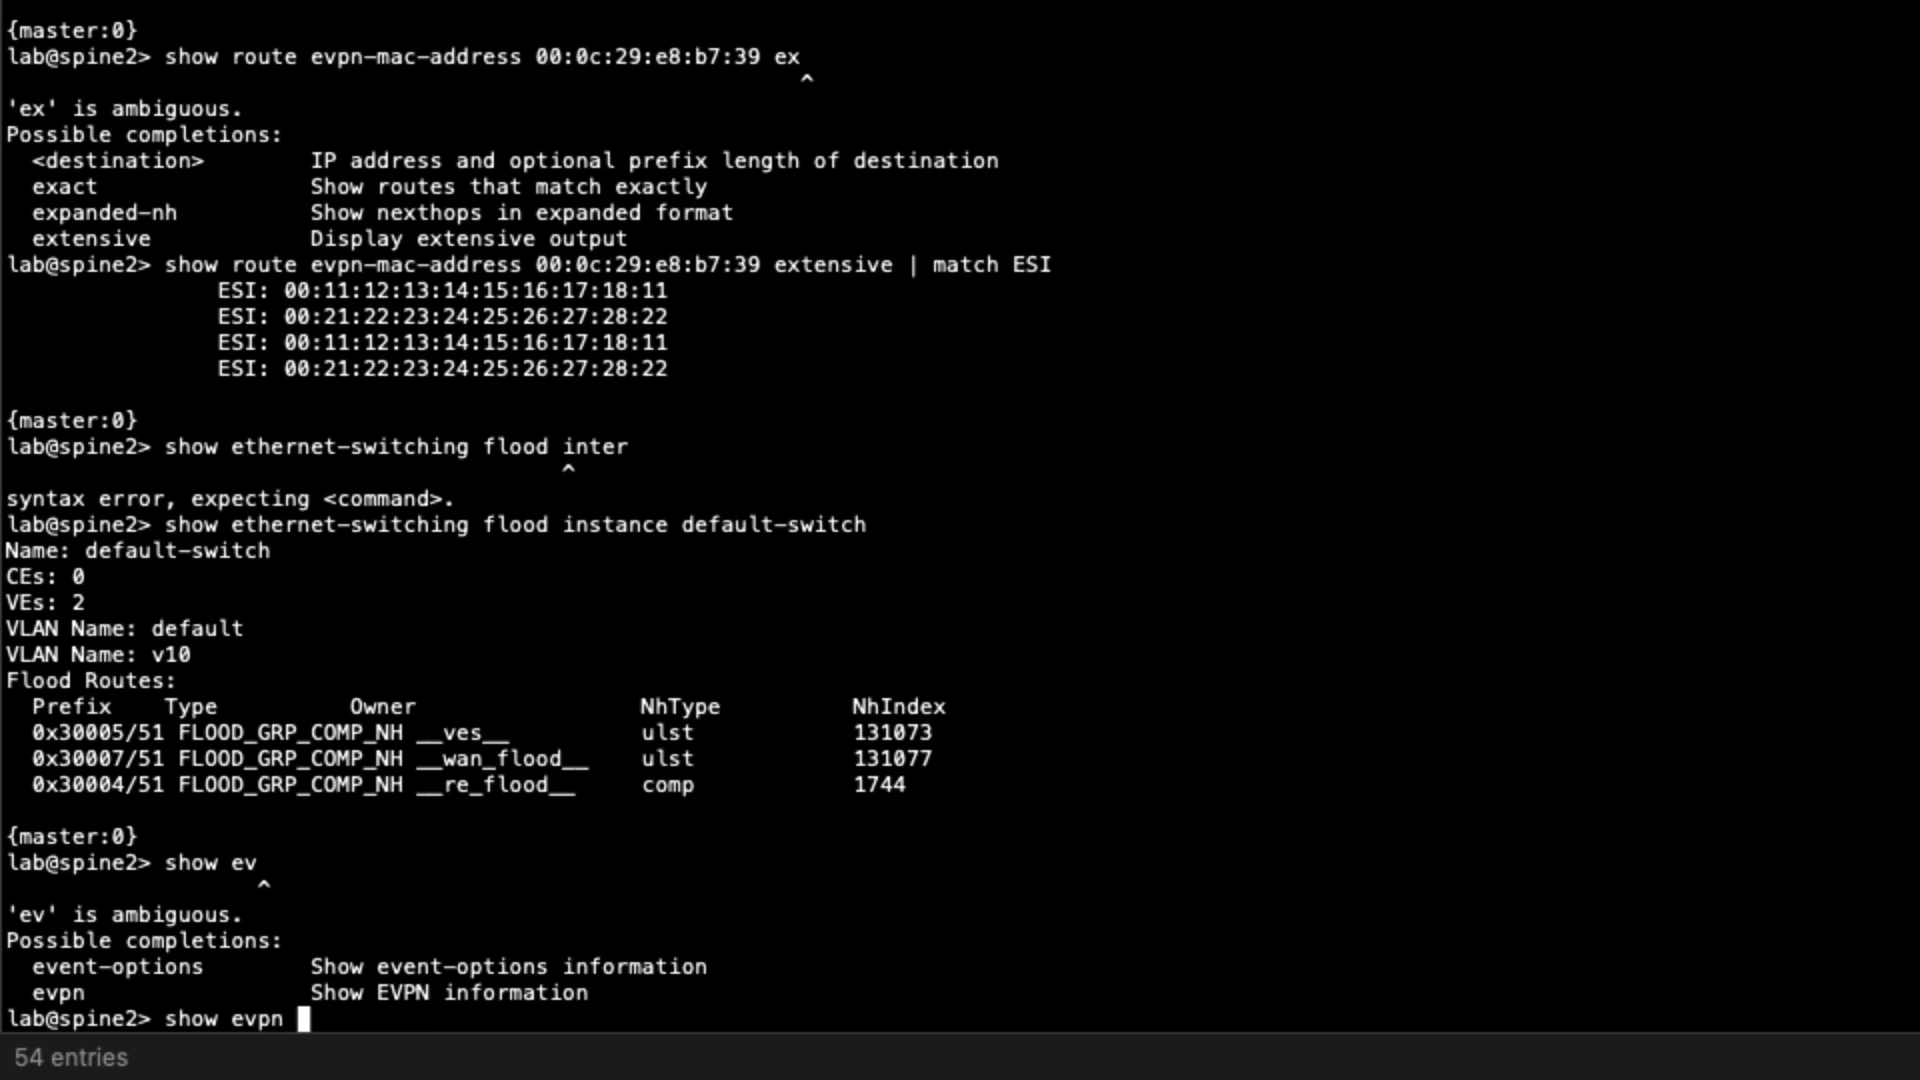 {master:0}
lab@spine2> show route evpn-mac-address 00:0c:29:e8:b7:39 ex
^
'ex' is ambiguous.
Possible completions:
<destination> IP address and optional prefix length of destination
exact Show routes that match exactly
expanded-nh Show nexthops in expanded format
extensive Display extensive output
lab@spine2> show route evpn-mac-address 00:0c:29:e8:b7:39 extensive | match ESI
ESI: 00:11:12:13:14:15:16:17:18:11
ESI: 00:21:22:23:24:25:26:27:28:22
ESI: 00:11:12:13:14:15:16:17:18:11
ESI: 00:21:22:23:24:25:26:27:28:22
{master:0}
lab@spine2> show ethernet-switching flood inter
^
syntax error, expecting <command>.
lab@spine2> show ethernet-switching flood instance default-switch
Name: default-switch
CEs: 0
VEs: 2
VLAN Name: default
VLAN Name: v10
Flood Routes:
Prefix Type Owner NhType NhIndex
0x30005/51 FLOOD_GRP_COMP_NH __ves__ ulst 131073
0x30007/51 FLOOD_GRP_COMP_NH __wan_flood__ ulst 131077
0x30004/51 FLOOD_GRP_COMP_NH __re_flood__ comp 1744
{master:0}
lab@spine2> show ev
^
'ev' is ambiguous.
Possible completions:
event-options Show event-options information
evpn Show EVPN information
lab@spine2> show evpn
54 entries